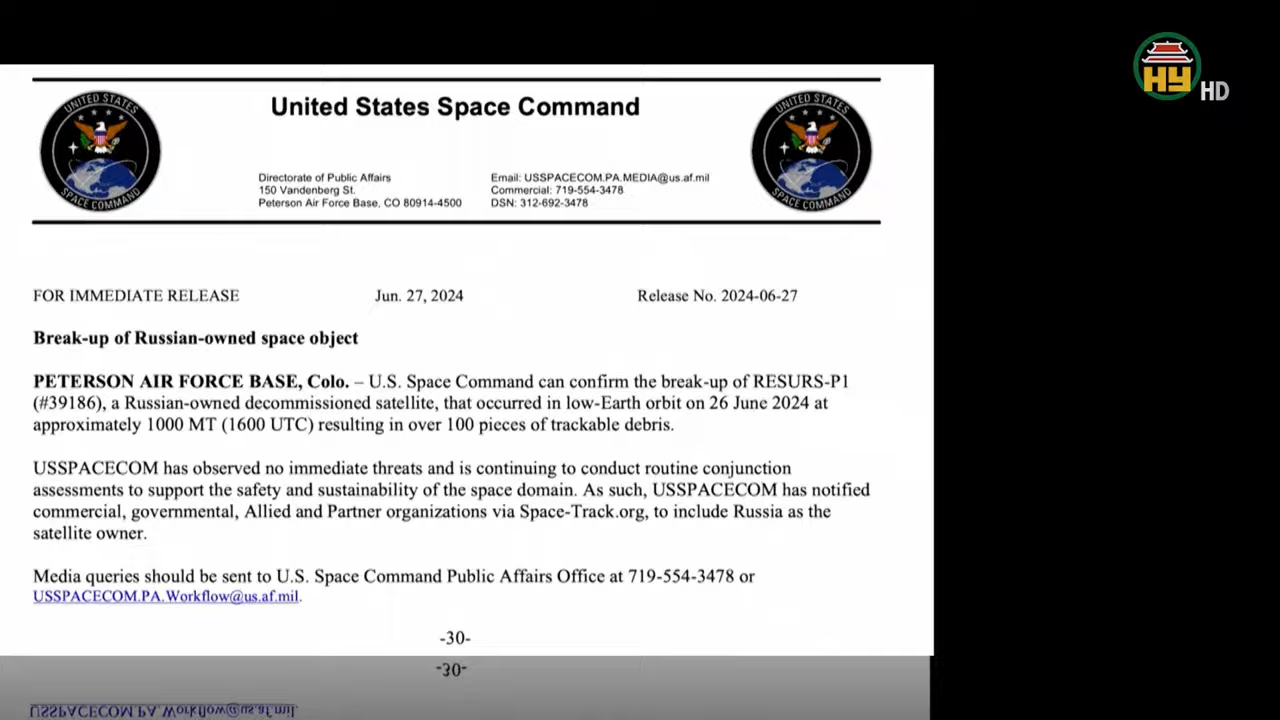 HY HD
United States Space Command
UNITED STATES
SPACE COMMAND
UNITED STATES
SPACE COMMAND
Directorate of Public Affairs
150 Vandenberg St.
Peterson Air Force Base, CO 80914-4500
Email: USSPACECOM.PA.MEDIA@us.af.mil
Commercial: 719-554-3478
DSN: 312-692-3478
FOR IMMEDIATE RELEASE Jun. 27, 2024 Release No. 2024-06-27
Break-up of Russian-owned space object
PETERSON AIR FORCE BASE, Colo. – U.S. Space Command can confirm the break-up of RESURS-P1
(#39186), a Russian-owned decommissioned satellite, that occurred in low-Earth orbit on 26 June 2024 at
approximately 1000 MT (1600 UTC) resulting in over 100 pieces of trackable debris.
USSPACECOM has observed no immediate threats and is continuing to conduct routine conjunction
assessments to support the safety and sustainability of the space domain. As such, USSPACECOM has notified
commercial, governmental, Allied and Partner organizations via Space-Track.org, to include Russia as the
satellite owner.
Media queries should be sent to U.S. Space Command Public Affairs Office at 719-554-3478 or
USSPACECOM.PA.Workflow@us.af.mil.
-30-
-30-
USSPACECOM.PA.Workflow@us.af.mil.